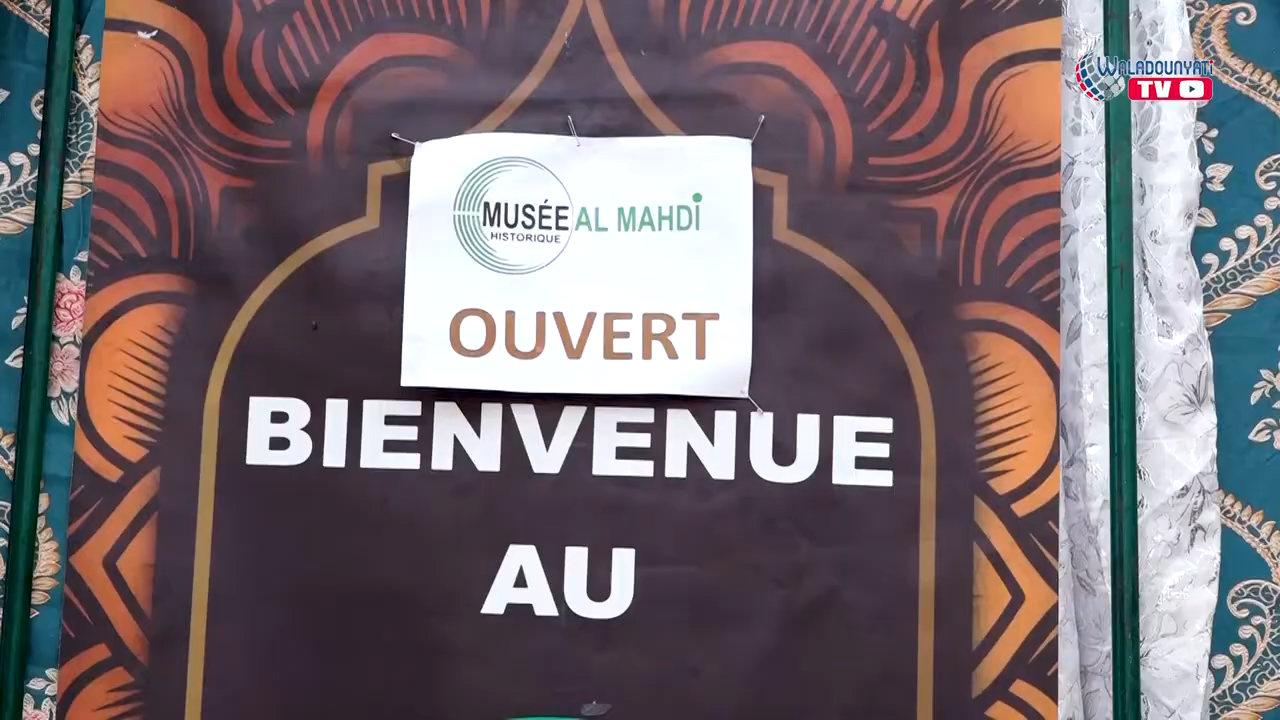 WALADOUNYATI
TV
MUSÉE AL MAHDI
HISTORIQUE
OUVERT
BIENVENUE
AU